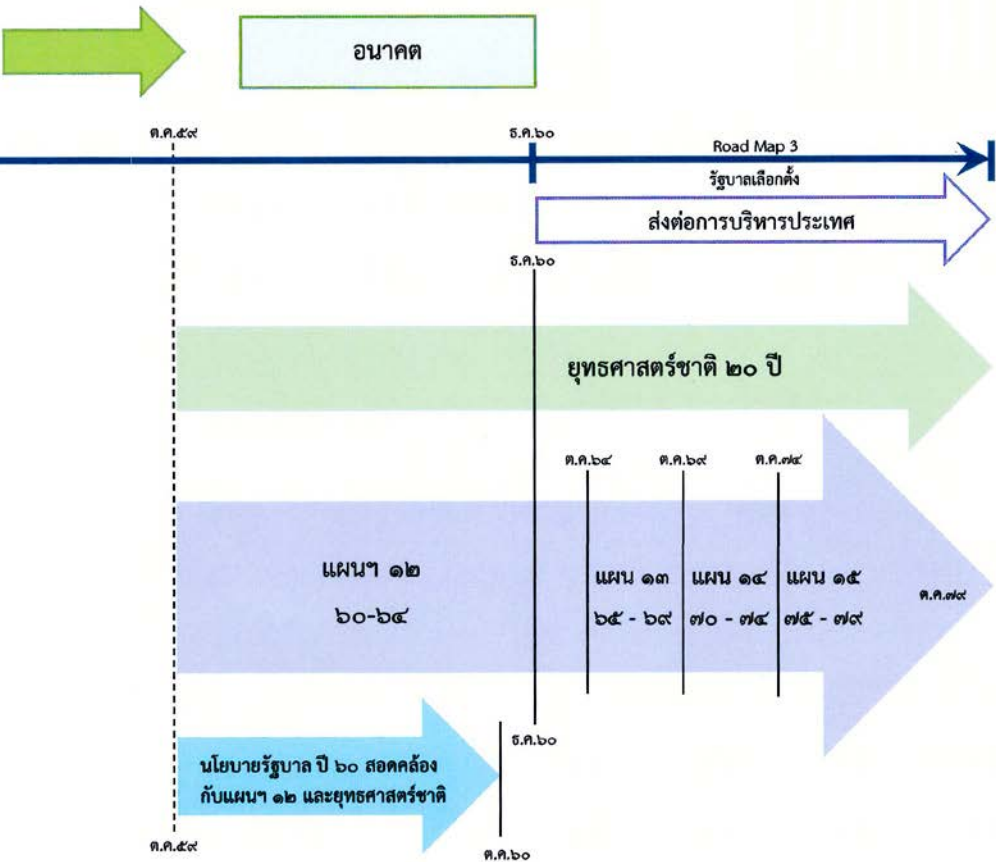 อนาคต
ต.ค.๕๙
ธ.ค.๖๐
Road Map 3
รัฐบาลเลือกตั้ง
ส่งต่อการบริหารประเทศ
ธ.ค.๖๐
ยุทธศาสตร์ชาติ ๒๐ ปี
ต.ค.๖๔
ต.ค.๖๙
ต.ค.๗๔
แผนฯ ๑๒
๖๐-๖๔
แผน ๑๓
๖๕ - ๖๙
แผน ๑๔
๗๐ - ๗๔
แผน ๑๕
๗๕ - ๗๙
ต.ค.๗๙
ธ.ค.๖๐
นโยบายรัฐบาล ปี ๖๐ สอดคล้อง
กับแผนฯ ๑๒ และยุทธศาสตร์ชาติ
ต.ค.๕๙
ต.ค.๖๐